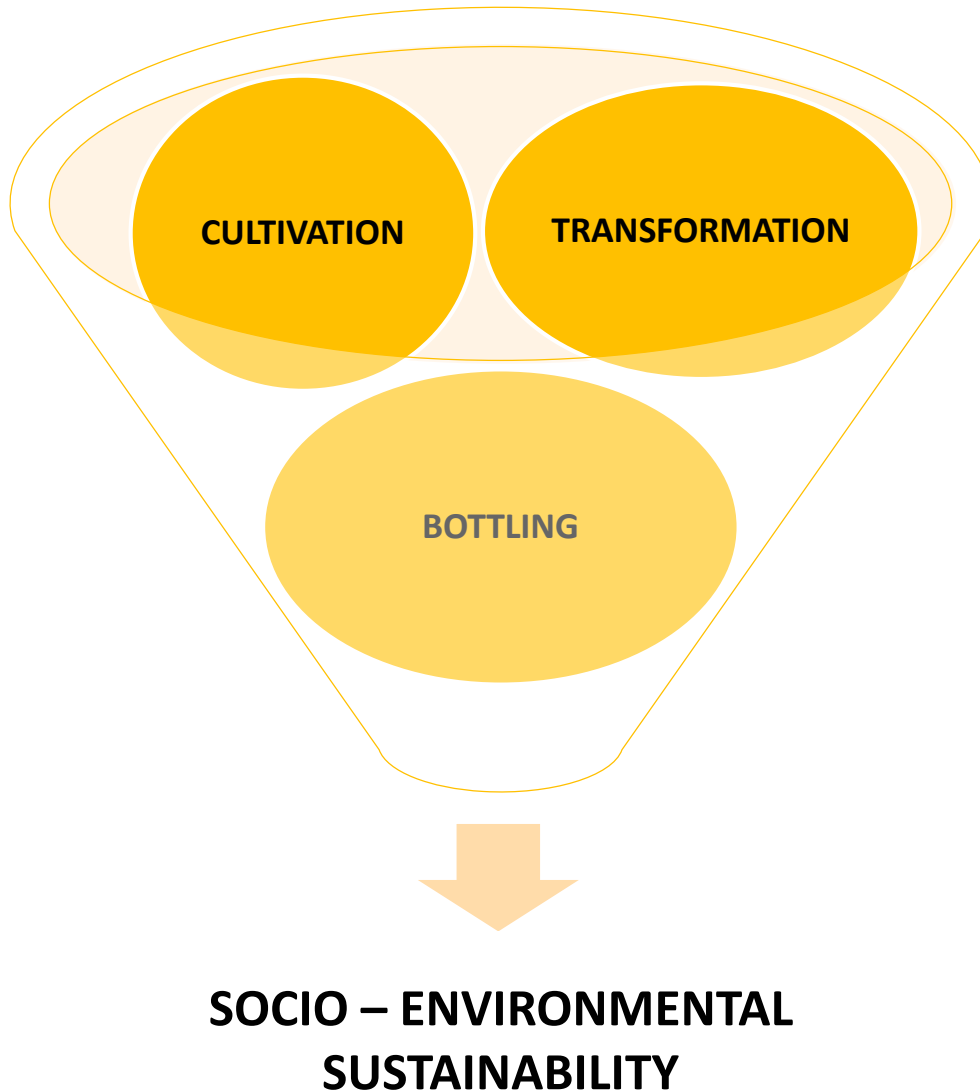 CULTIVATION
TRANSFORMATION
BOTTLING
SOCIO – ENVIRONMENTAL
SUSTAINABILITY